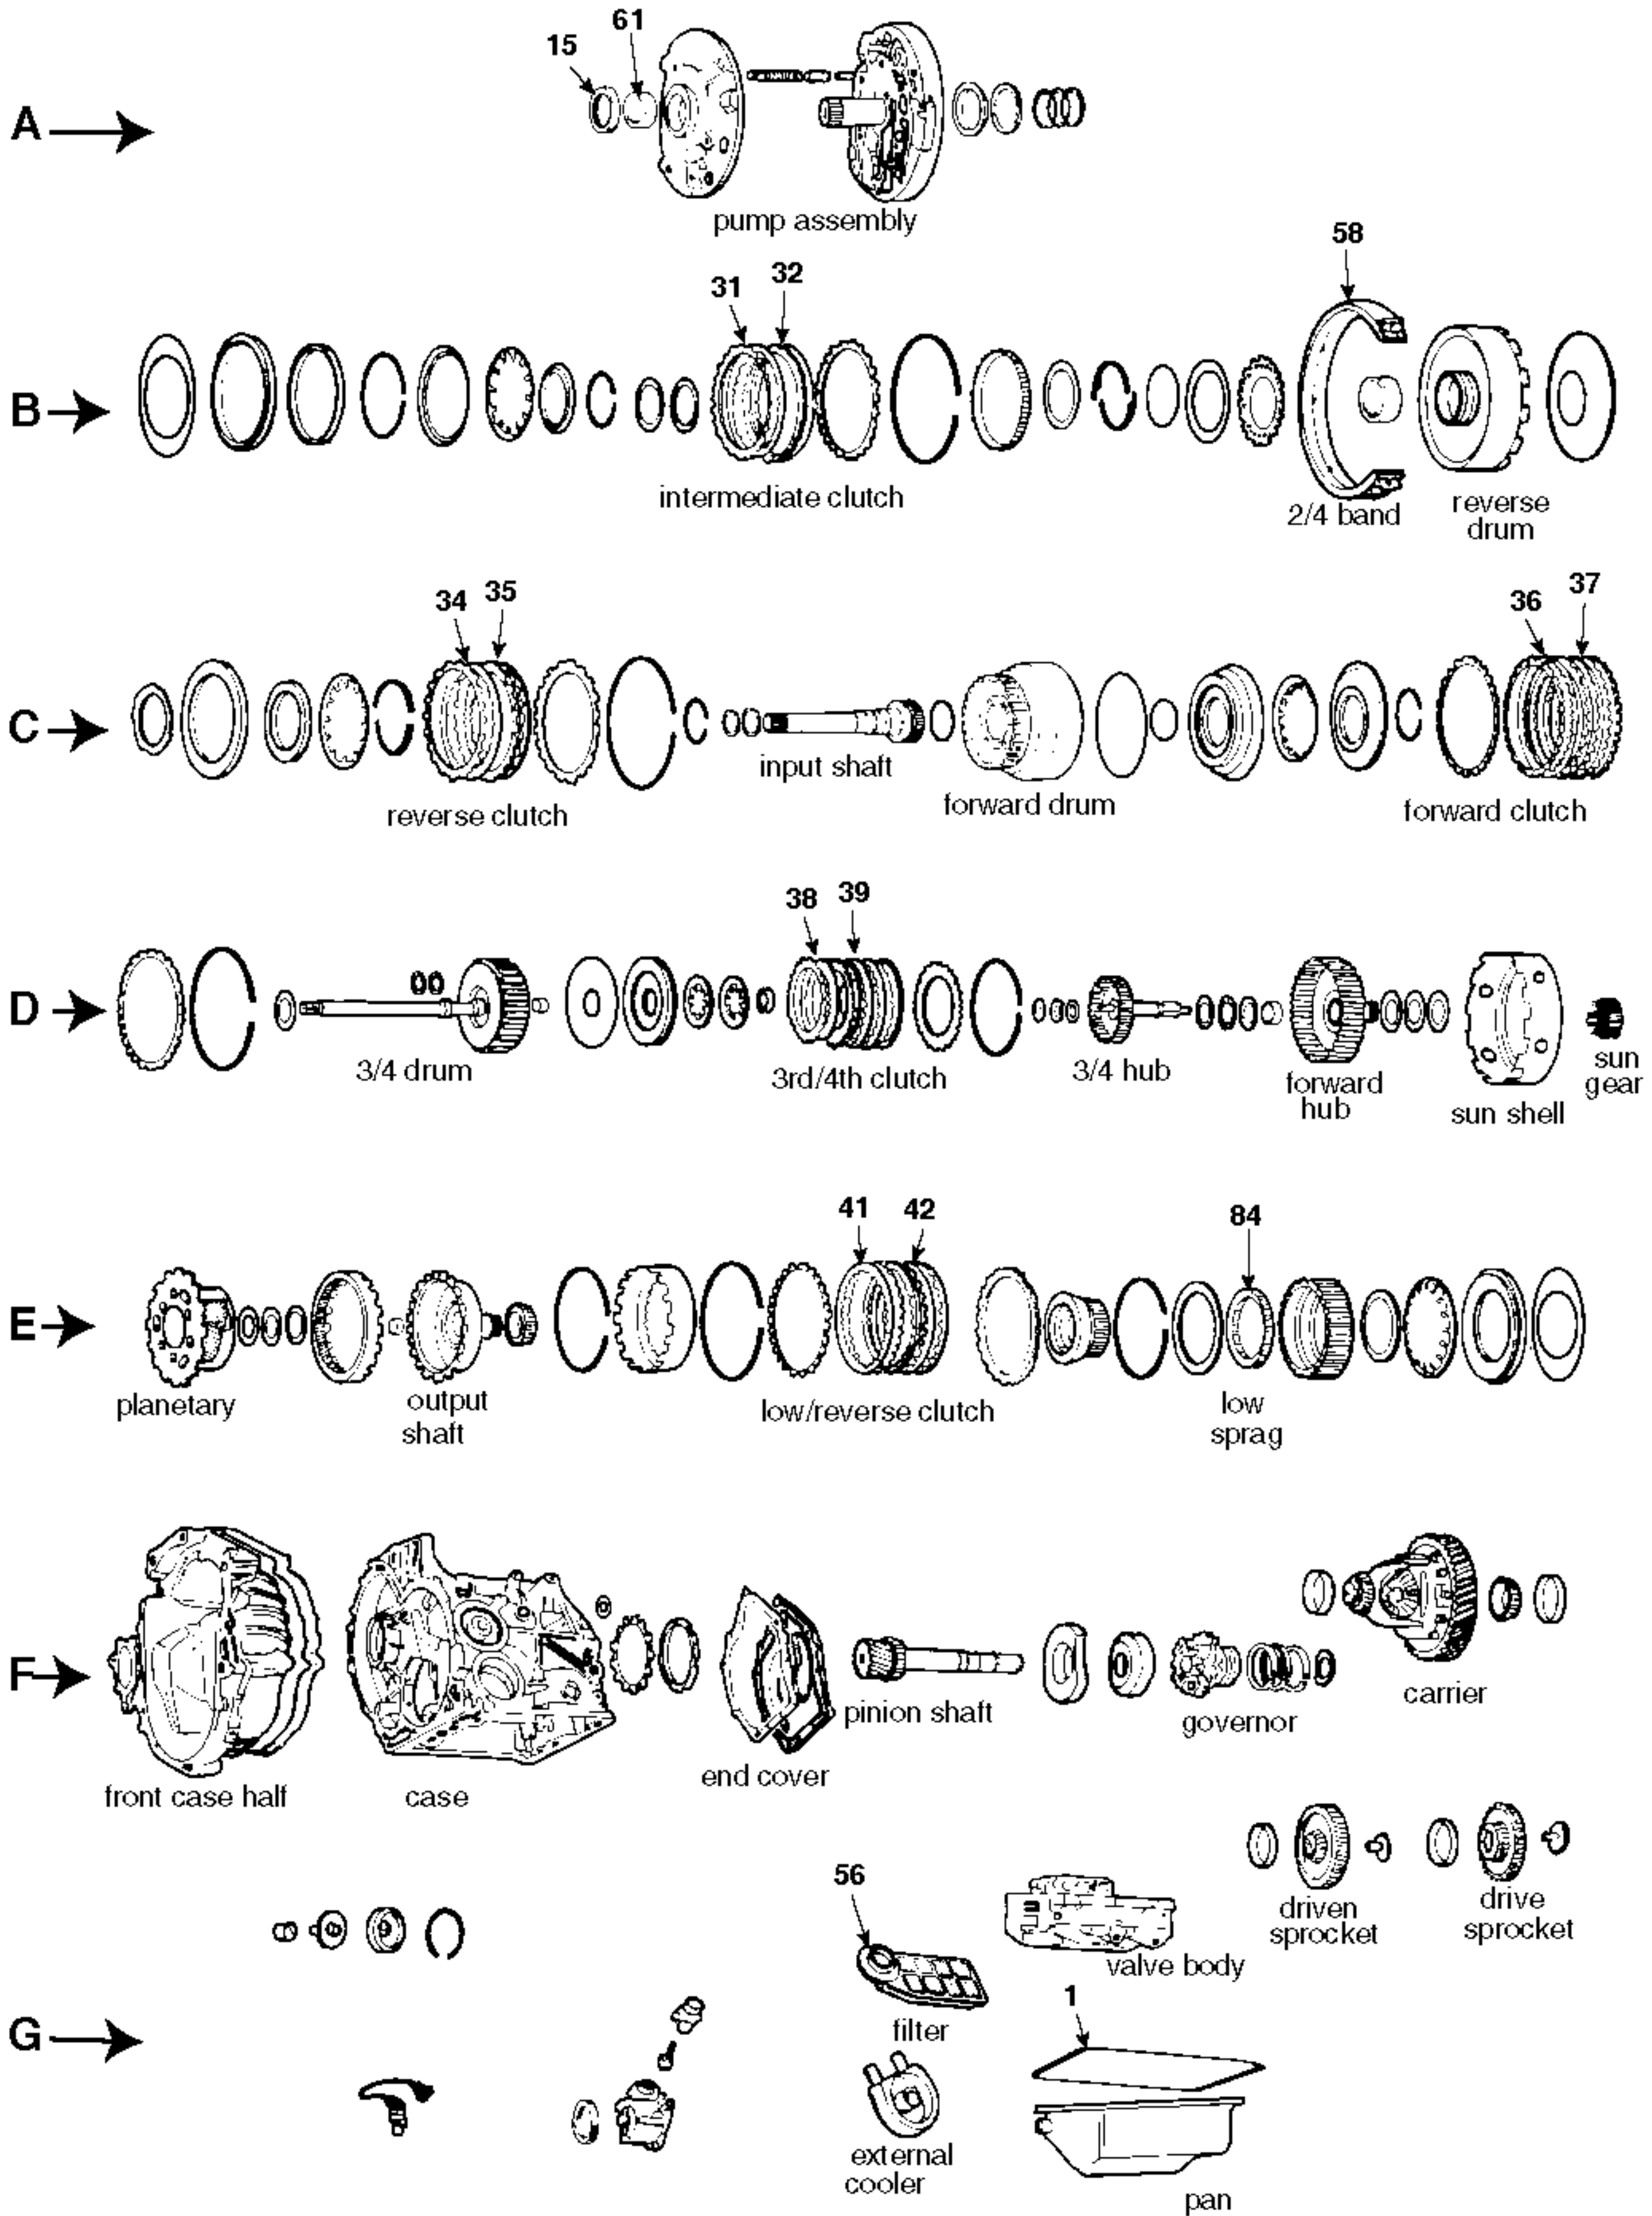 61
15
A
pump assembly
58
31
32
B
intermediate clutch
2/4 band
reverse
drum
34
35
36
37
C
input shaft
reverse clutch
forward drum
forward clutch
38
39
D
3/4 drum
3rd/4th clutch
3/4 hub
forward
hub
sun shell
sun
gear
41
42
84
E
planetary
output
shaft
low/reverse clutch
low
sprag
F
front case half
case
end cover
pinion shaft
governor
carrier
56
driven
sprocket
drive
sprocket
valve body
G
filter
1
external
cooler
pan